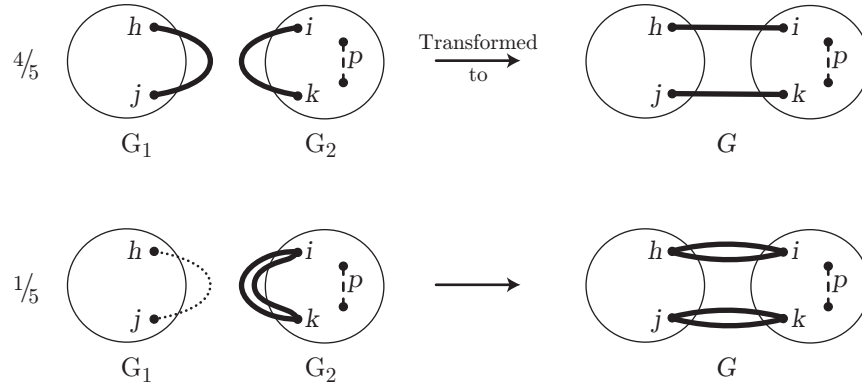 h i h i
4/5 p Transformed to p
j k j k
G1 G2 G
h i h i
1/5 p p
j k j k
G1 G2 G